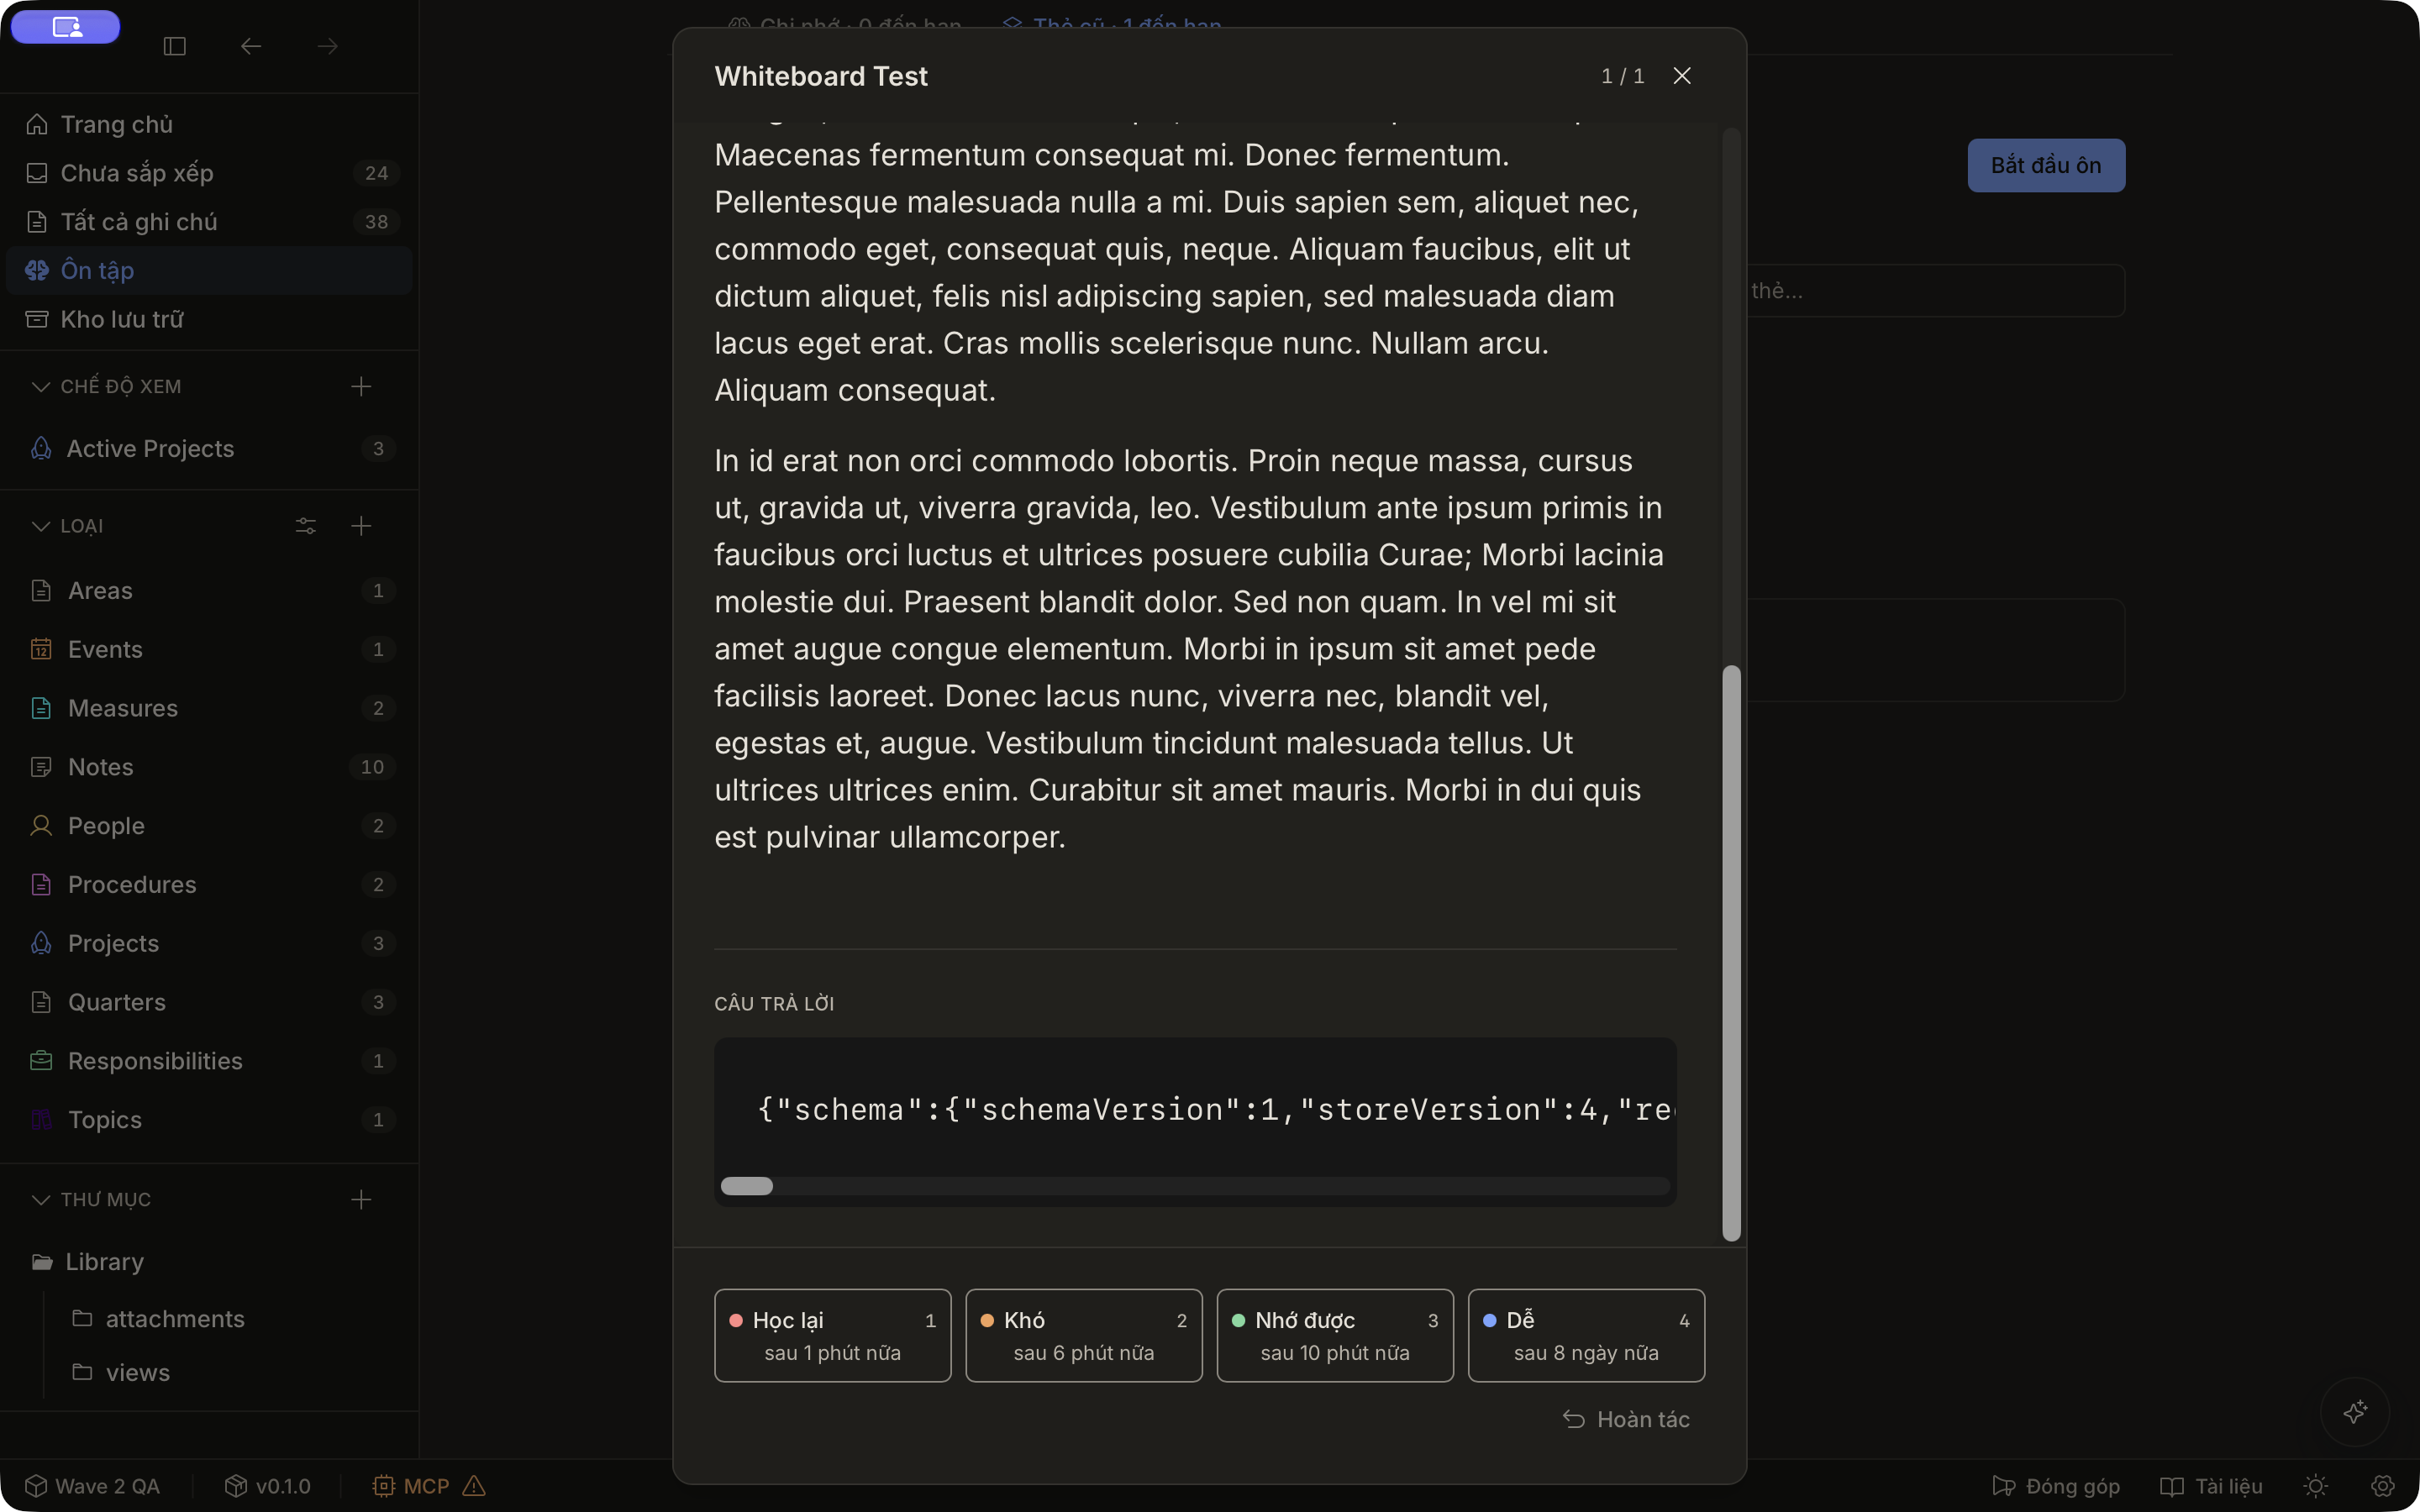 Ghi nhớ · 0 đến hạn
Thẻ cũ · 1 đến hạn
Trang chủ
Chưa sắp xếp 24
Tất cả ghi chú 38
Ôn tập
Kho lưu trữ
CHẾ ĐỘ XEM
Active Projects 3
LOẠI
Areas 1
12
Events 1
Measures 2
Notes 10
People 2
Procedures 2
Projects 3
Quarters 3
Responsibilities 1
Topics 1
THƯ MỤC
Library
attachments
views
Wave 2 QA
v0.1.0
MCP
Whiteboard Test
1 / 1
Maecenas fermentum consequat mi. Donec fermentum.
Pellentesque malesuada nulla a mi. Duis sapien sem, aliquet nec,
commodo eget, consequat quis, neque. Aliquam faucibus, elit ut
dictum aliquet, felis nisl adipiscing sapien, sed malesuada diam
lacus eget erat. Cras mollis scelerisque nunc. Nullam arcu.
Aliquam consequat.
In id erat non orci commodo lobortis. Proin neque massa, cursus
ut, gravida ut, viverra gravida, leo. Vestibulum ante ipsum primis in
faucibus orci luctus et ultrices posuere cubilia Curae; Morbi lacinia
molestie dui. Praesent blandit dolor. Sed non quam. In vel mi sit
amet augue congue elementum. Morbi in ipsum sit amet pede
facilisis laoreet. Donec lacus nunc, viverra nec, blandit vel,
egestas et, augue. Vestibulum tincidunt malesuada tellus. Ut
ultrices ultrices enim. Curabitur sit amet mauris. Morbi in dui quis
est pulvinar ullamcorper.
CÂU TRẢ LỜI
{"schema":{"schemaVersion":1,"storeVersion":4,"re
Học lại 1
sau 1 phút nữa
Khó 2
sau 6 phút nữa
Nhớ được 3
sau 10 phút nữa
Dễ 4
sau 8 ngày nữa
Hoàn tác
Bắt đầu ôn
thẻ...
Đóng góp
Tài liệu